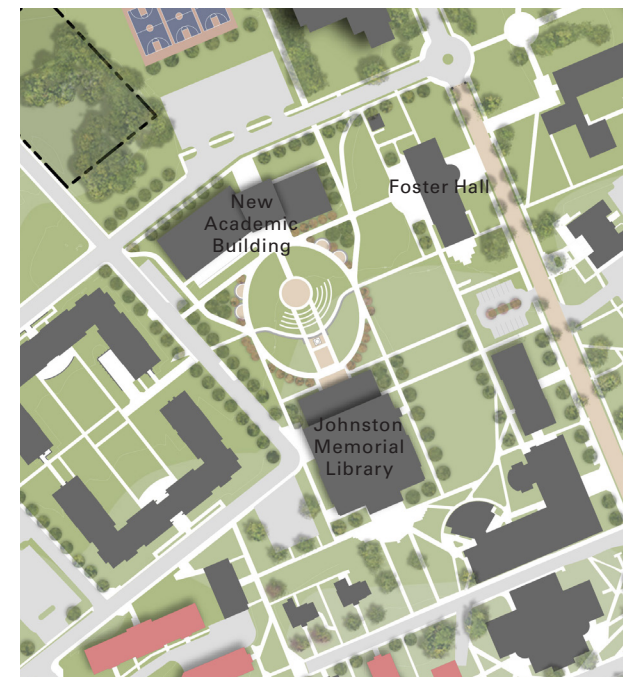 Foster Hall
New
Academic
Building
Johnston
Memorial
Library